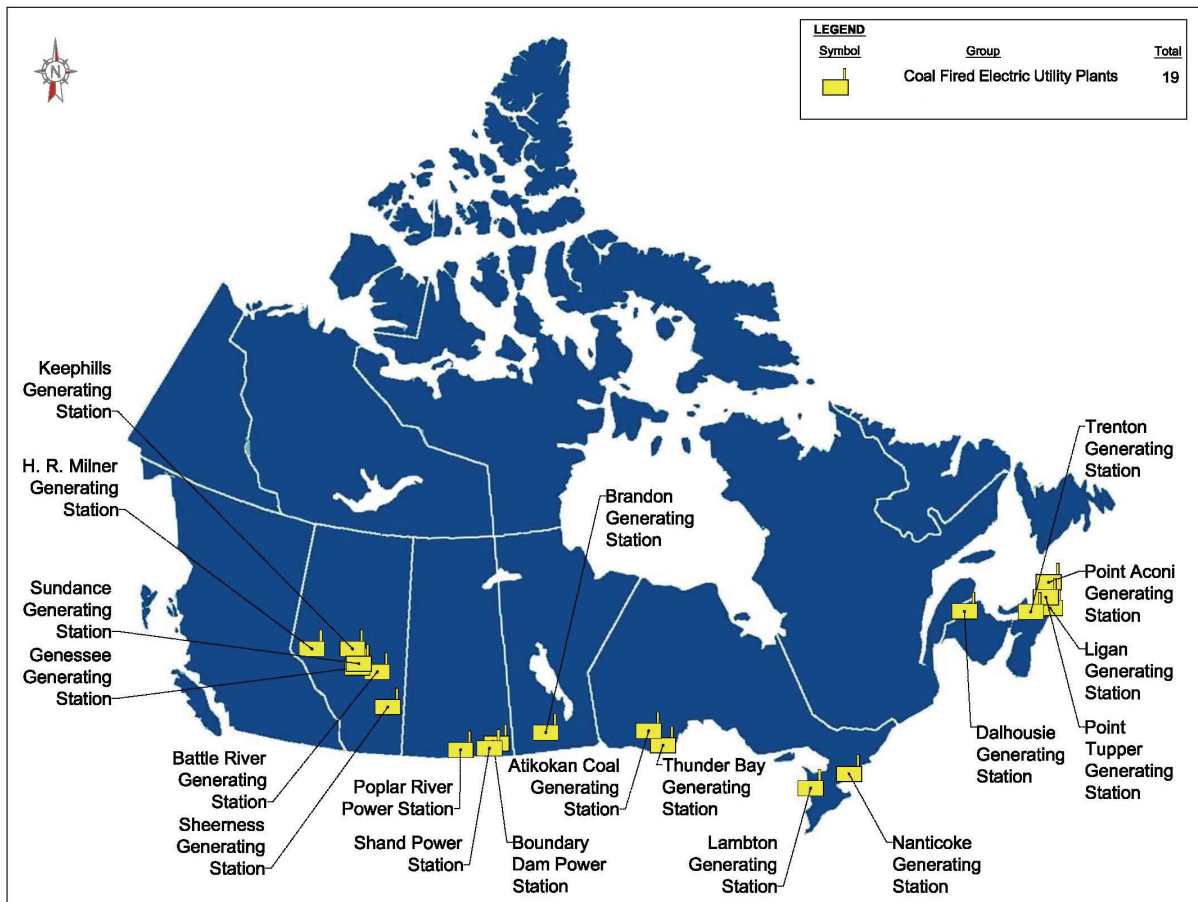 LEGEND
Symbol Group Total
Coal Fired Electric Utility Plants 19
N
Keephills
Generating
Station
H. R. Milner
Generating
Station
Sundance
Generating
Station
Genessee
Generating
Station
Battle River
Generating
Station
Sheerness
Generating
Station
Poplar River
Power Station
Shand Power
Station
Boundary
Dam Power
Station
Brandon
Generating
Station
Atikokan Coal
Generating
Station
Thunder Bay
Generating
Station
Lambton
Generating
Station
Nanticoke
Generating
Station
Dalhousie
Generating
Station
Trenton
Generating
Station
Point Aconi
Generating
Station
Ligan
Generating
Station
Point
Tupper
Generating
Station